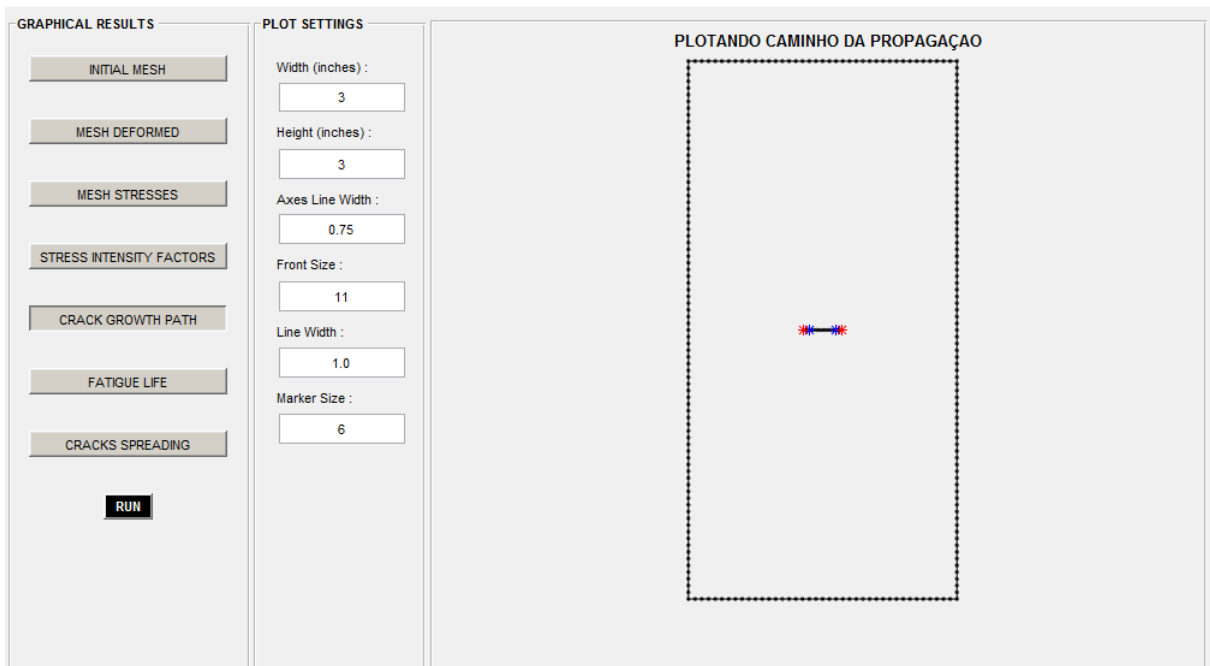 GRAPHICAL RESULTS
INITIAL MESH
MESH DEFORMED
MESH STRESSES
STRESS INTENSITY FACTORS
CRACK GROWTH PATH
FATIGUE LIFE
CRACKS SPREADING
RUN
PLOT SETTINGS
Width (inches) :
3
Height (inches) :
3
Axes Line Width :
0.75
Front Size :
11
Line Width :
1.0
Marker Size :
6
PLOTANDO CAMINHO DA PROPAGAÇAO